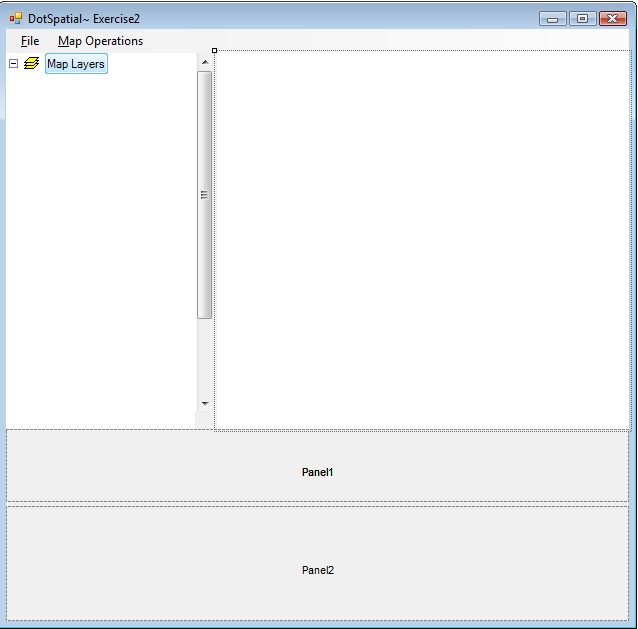 DotSpatial~ Exercise2
File Map Operations
Map Layers
Panel1
Panel2